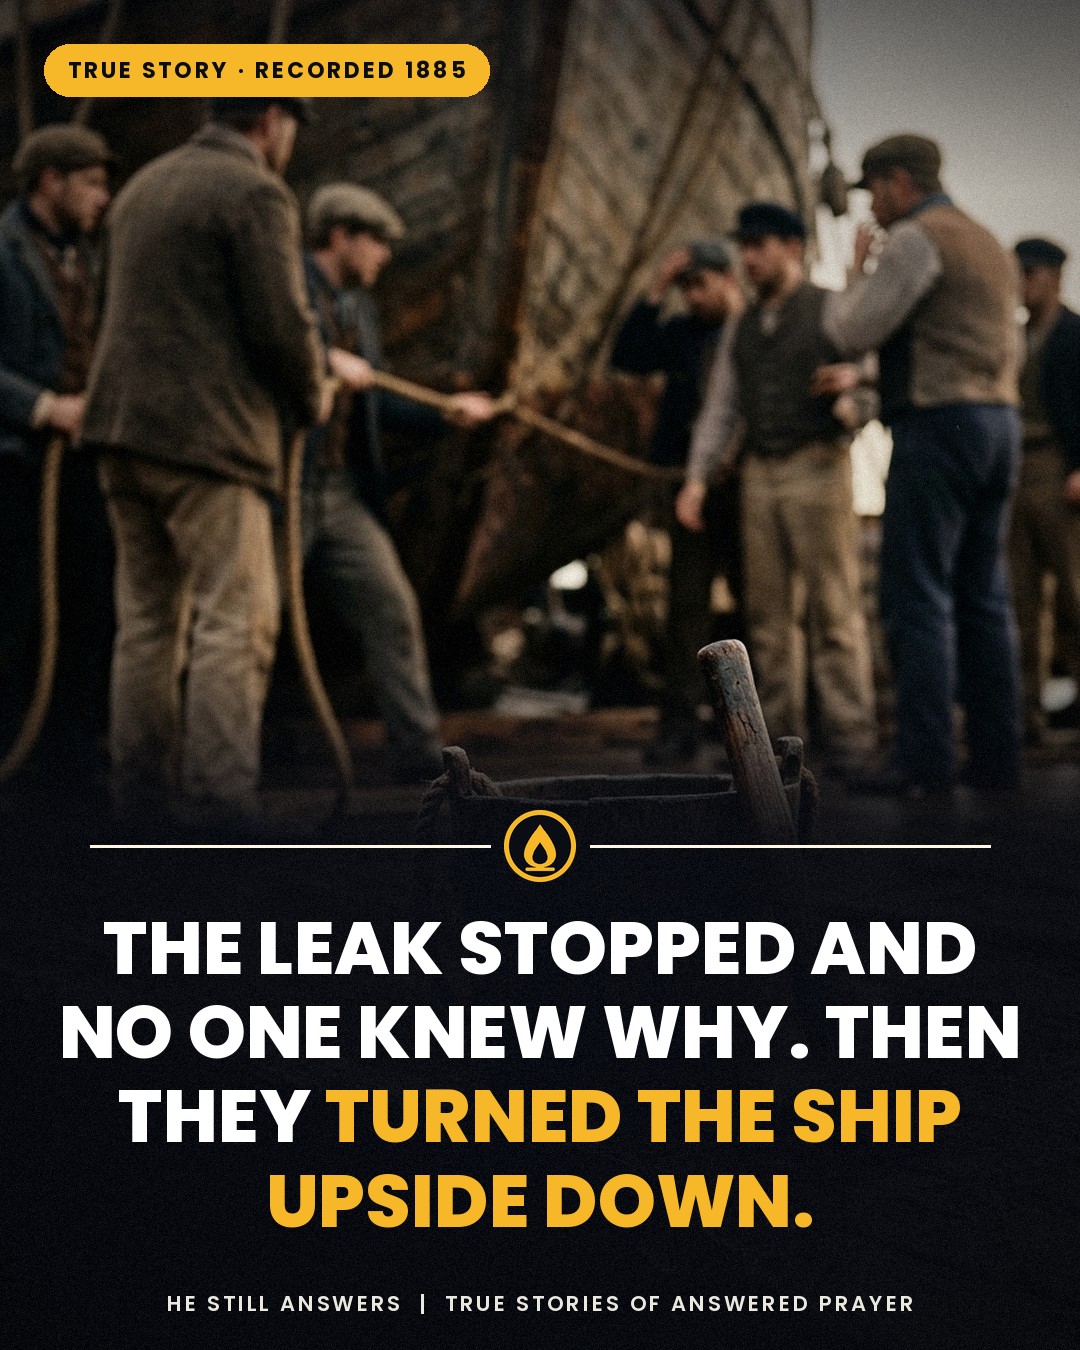 TRUE STORY · RECORDED 1885
THE LEAK STOPPED AND
NO ONE KNEW WHY. THEN
THEY TURNED THE SHIP
UPSIDE DOWN.
HE STILL ANSWERS | TRUE STORIES OF ANSWERED PRAYER